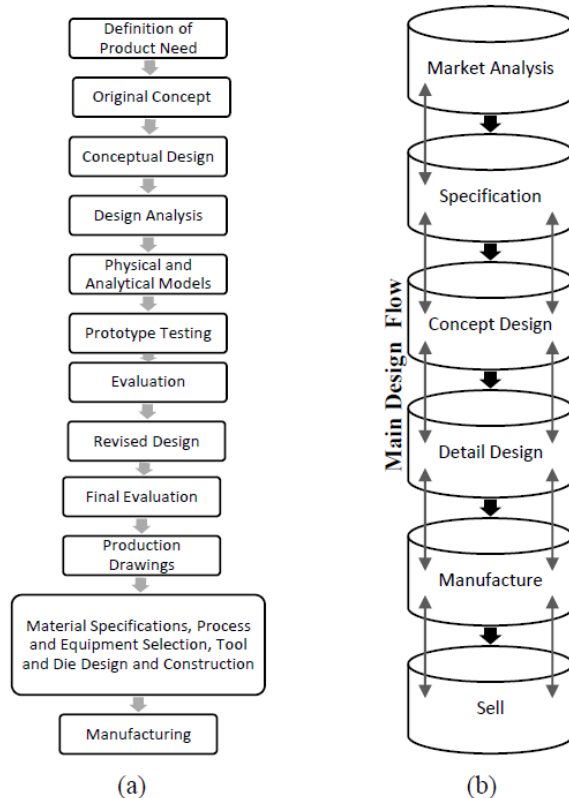 Definition of
Product Need
Original Concept
Conceptual Design
Design Analysis
Physical and
Analytical Models
Prototype Testing
Evaluation
Revised Design
Final Evaluation
Production
Drawings
Material Specifications, Process
and Equipment Selection, Tool
and Die Design and Construction
Manufacturing
(a)
Main Design Flow
Market Analysis
Specification
Concept Design
Detail Design
Manufacture
Sell
(b)